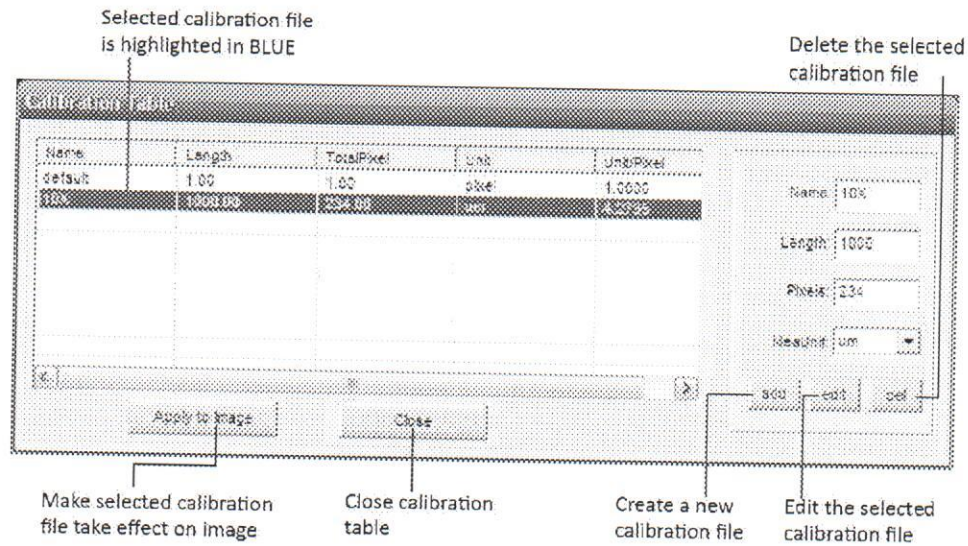 Selected calibration file
is highlighted in BLUE
Delete the selected
calibration file
Calibration Table
Name Length TotalPixel Unit Unit/Pixel
default 1.00 1.00 pixel 1.0000
10X 1000.00 234.00 um
Name: 10X
Length: 1000
Pixels: 234
MeaUnit: um
add edit del
Apply to Image Close
Make selected calibration
file take effect on image
Close calibration
table
Create a new
calibration file
Edit the selected
calibration file